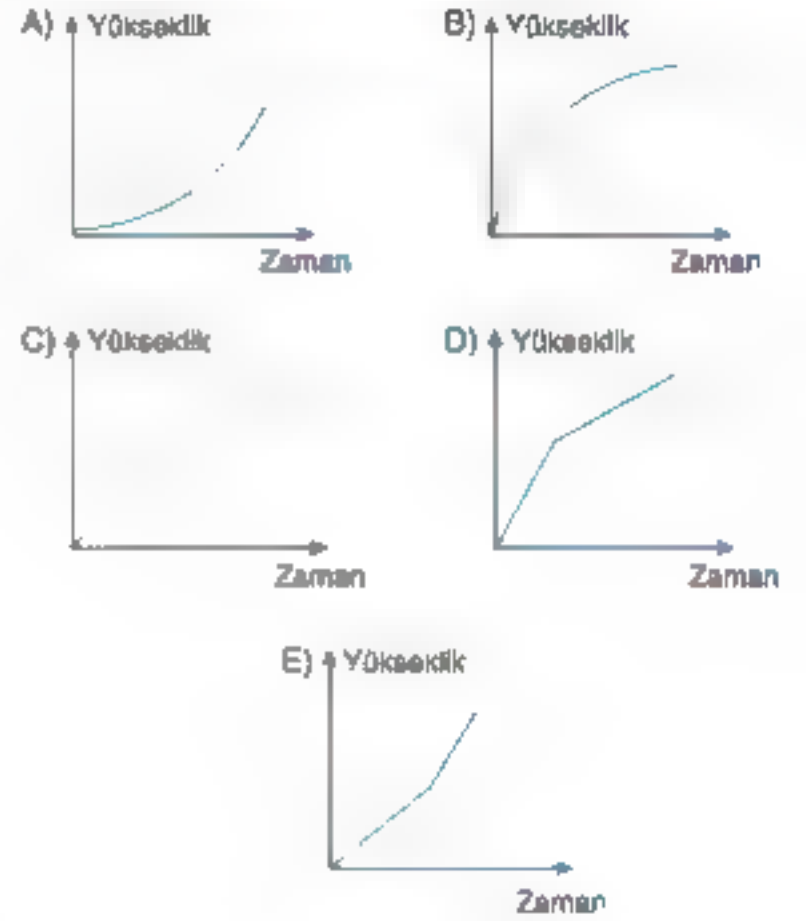 A) Yükseklik
Zaman
B) Yükseklik
Zaman
C) Yükseklik
Zaman
D) Yükseklik
Zaman
E) Yükseklik
Zaman